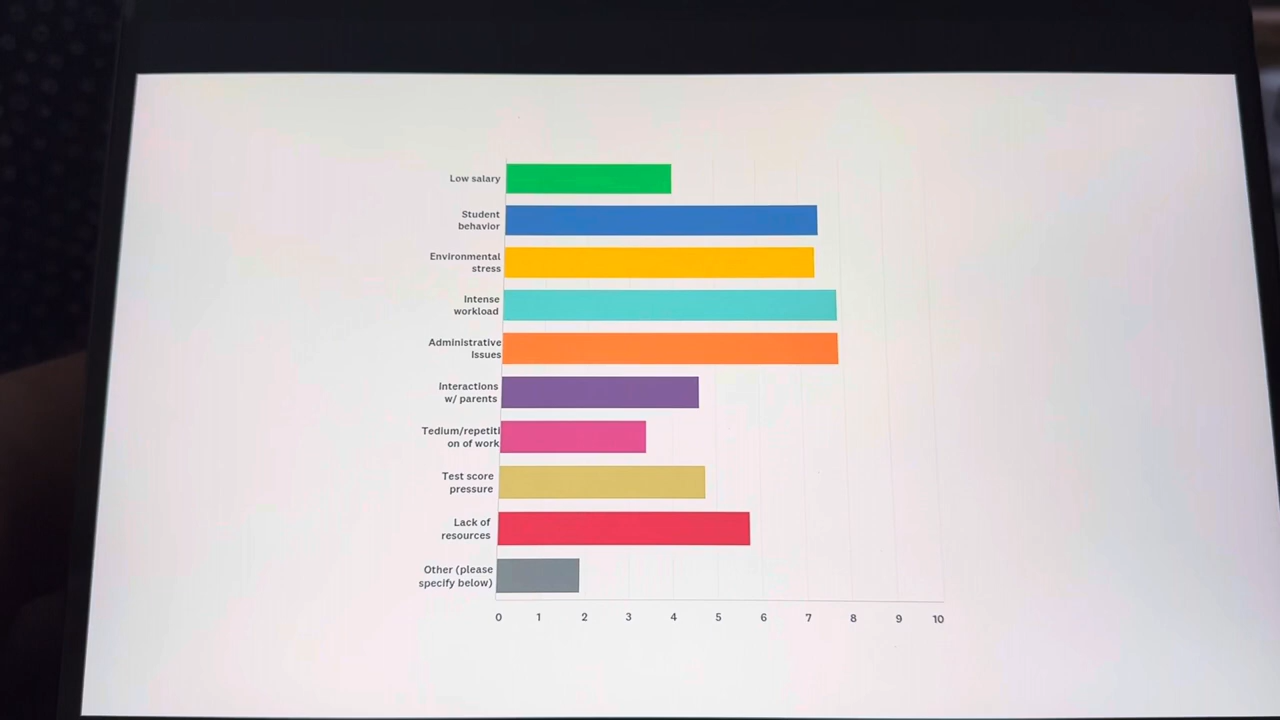 Low salary
Student
behavior
Environmental
stress
Intense
workload
Administrative
Issues
Interactions
w/ parents
Tedium/repetiti
on of work
Test score
pressure
Lack of
resources
Other (please
specify below)
0 1 2 3 4 5 6 7 8 9 10